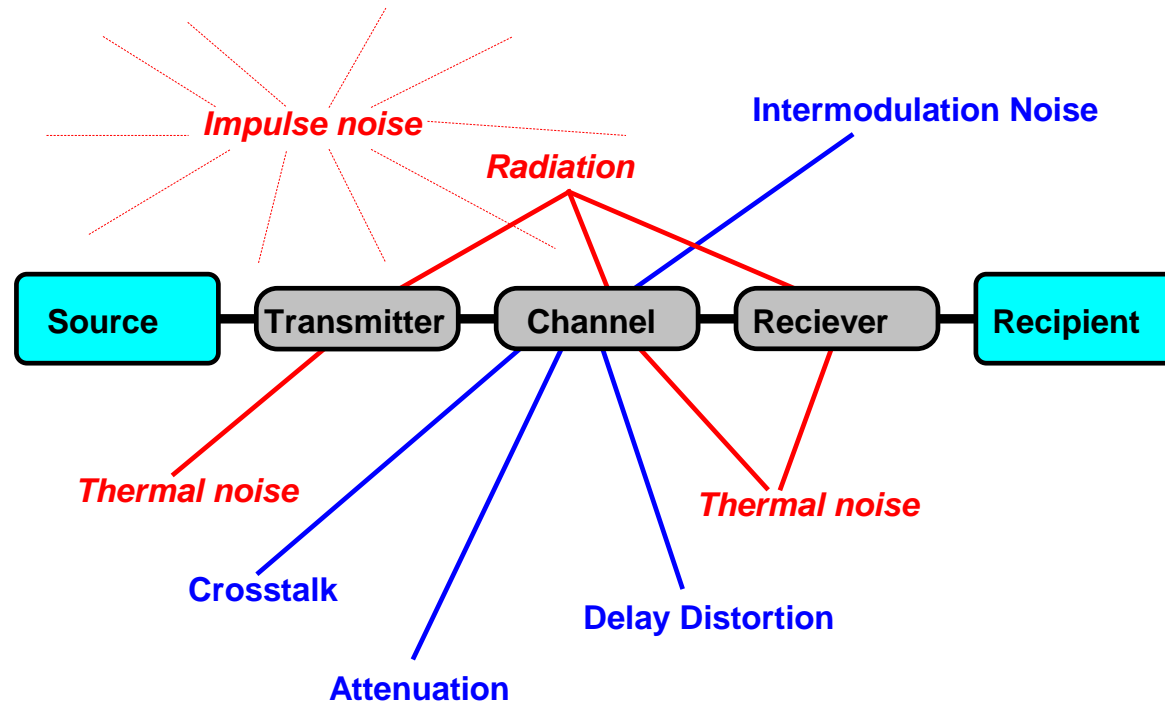 Impulse noise
Intermodulation Noise
Radiation
Source
Transmitter
Channel
Reciever
Recipient
Thermal noise
Thermal noise
Crosstalk
Delay Distortion
Attenuation